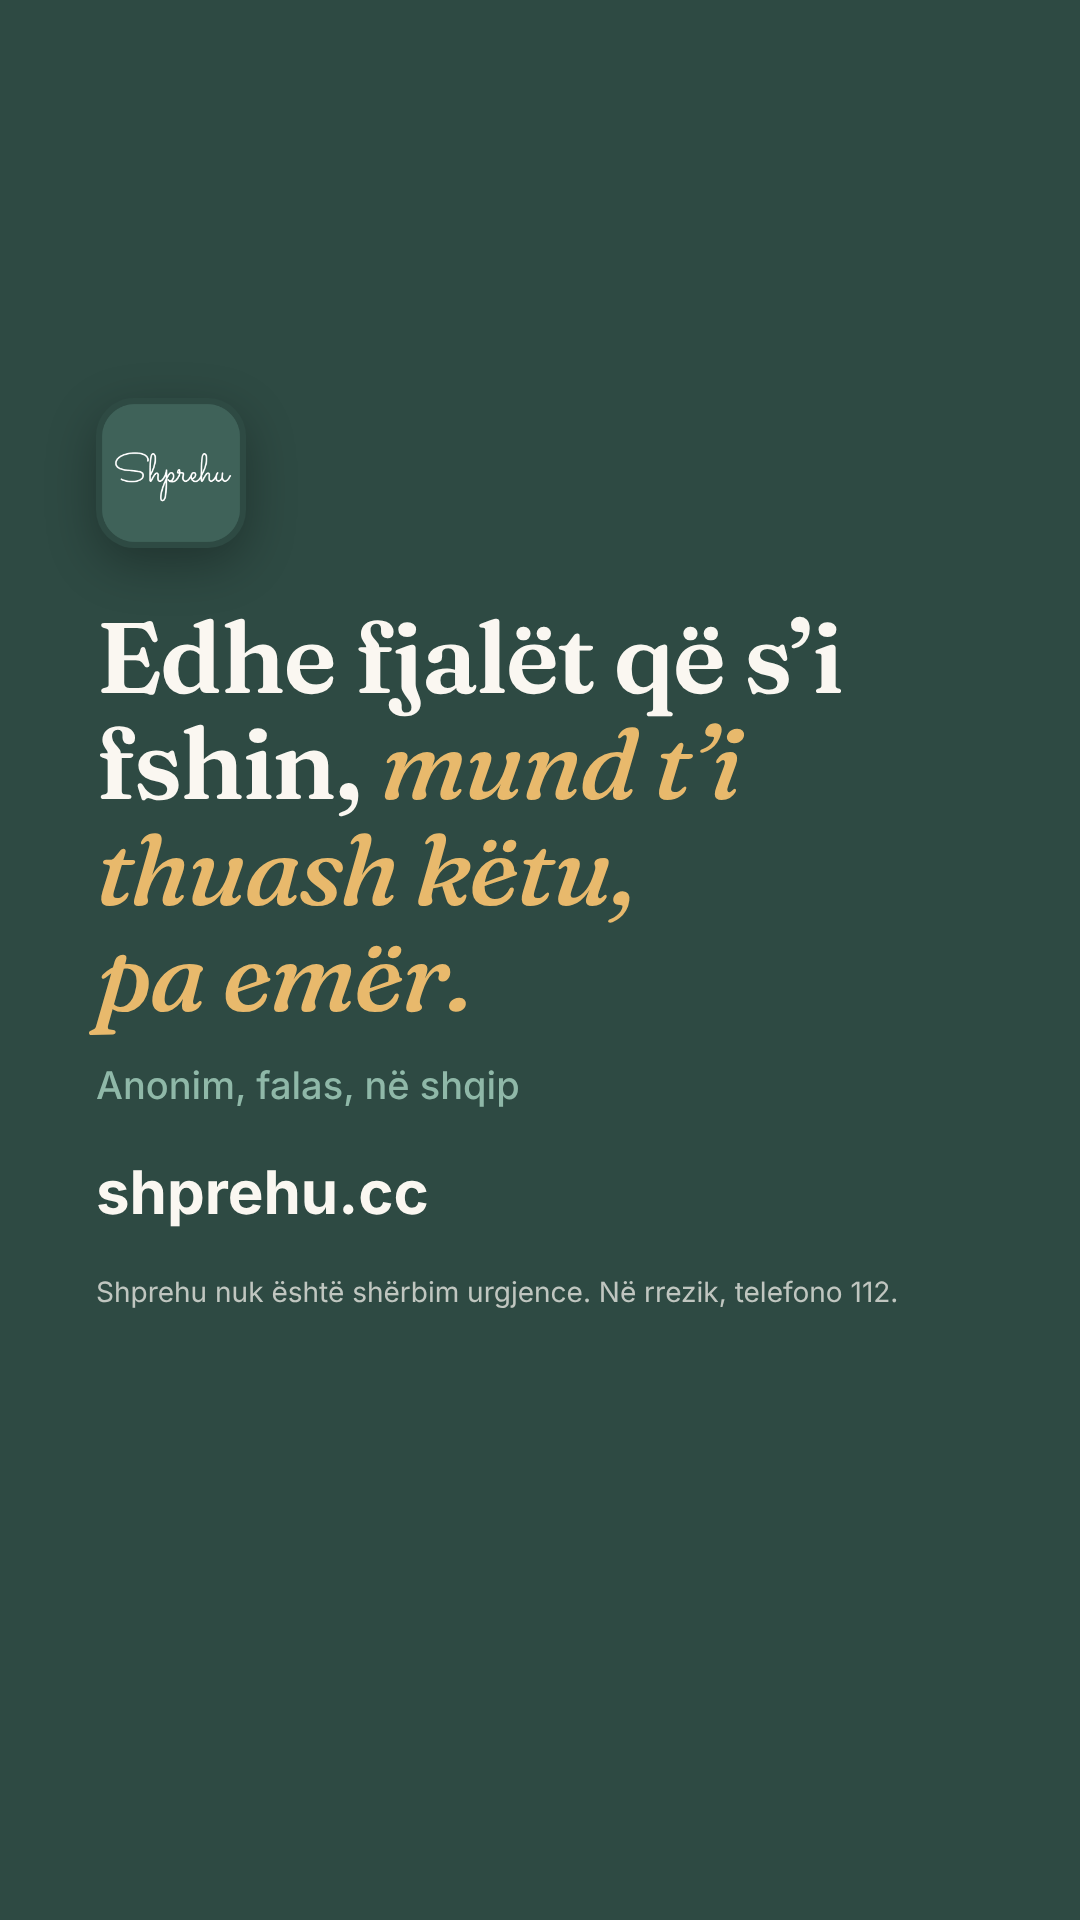 Shprehu
Edhe fjalët që s’i
fshin, mund t’i
thuash këtu,
pa emër.
Anonim, falas, në shqip
shprehu.cc
Shprehu nuk është shërbim urgjence. Në rrezik, telefono 112.